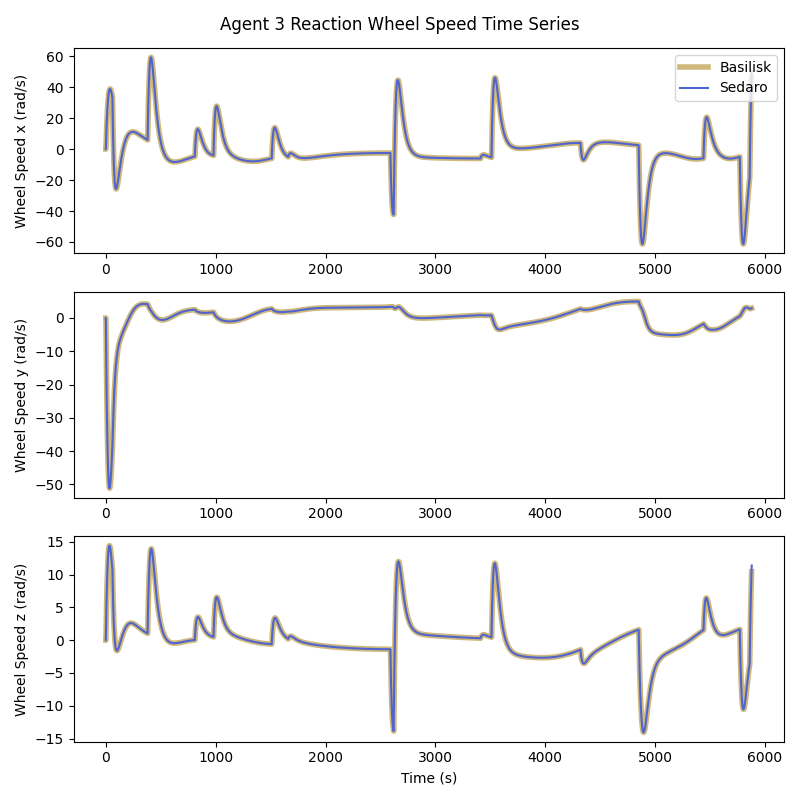 Agent 3 Reaction Wheel Speed Time Series
Wheel Speed x (rad/s)
60
40
20
0
−20
−40
−60
Basilisk
Sedaro
0 1000 2000 3000 4000 5000 6000
Wheel Speed y (rad/s)
0
−10
−20
−30
−40
−50
0 1000 2000 3000 4000 5000 6000
Wheel Speed z (rad/s)
15
10
5
0
−5
−10
−15
0 1000 2000 3000 4000 5000 6000
Time (s)